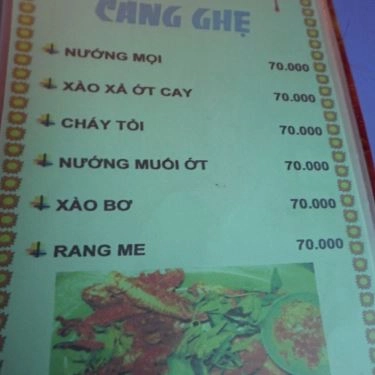 CÀNG GHẸ
NƯỚNG MỌI 70.000
XÀO XẢ ỚT CAY 70.000
CHÁY TỎI 70.000
NƯỚNG MUỐI ỚT 70.000
XÀO BƠ 70.000
RANG ME 70.000